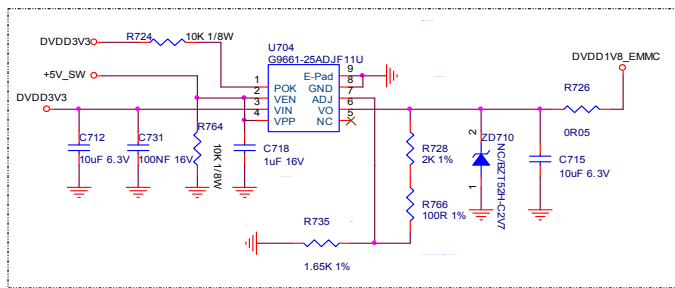 DVDD3V3
R724
10K 1/8W
U704
G9661-25ADJF11U
+5V_SW
DVDD3V3
1
2
3
4
POK
VEN
VIN
VPP
E-Pad
GND
ADJ
VO
NC
9
8
7
6
5
DVDD1V8_EMMC
R726
0R05
C712
10uF 6.3V
C731
100NF 16V
R764
10K 1/8W
C718
1uF 16V
R728
2K 1%
R766
100R 1%
2
ZD710
NC/BZT52H-C2V7
1
C715
10uF 6.3V
R735
1.65K 1%